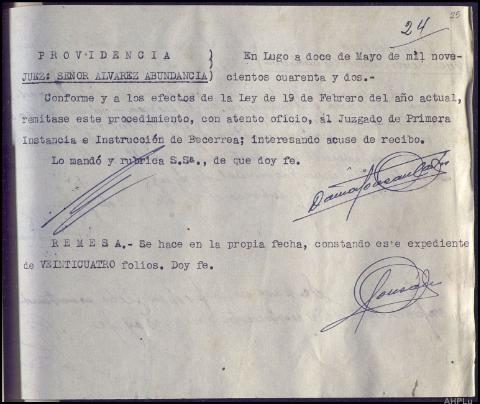 24
25
PROVIDENCIA
JUEZ: SEÑOR ALVAREZ ABUNDANCIA
En Lugo a doce de Mayo de mil nove-
cientos cuarenta y dos.-
Conforme y a los efectos de la Ley de 19 de Febrero del año actual,
remítase este procedimiento, con atento oficio, al Juzgado de Primera
Instancia e Instrucción de Becerrea; interesando acuse de recibo.
Lo mandó y rubrica S.Sª., de que doy fe.
REMESA.- Se hace en la propia fecha, constando este expediente
de VEINTICUATRO folios. Doy fe.
AHPLu